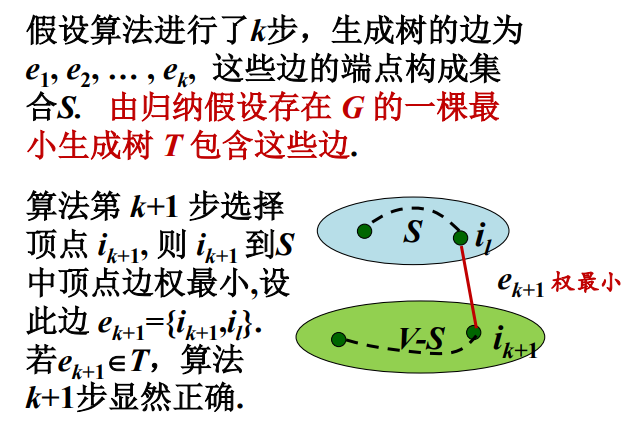 假设算法进行了k步，生成树的边为
e₁, e₂, … , eₖ, 这些边的端点构成集
合S. 由归纳假设存在 G 的一棵最
小生成树 T 包含这些边.
算法第 k+1 步选择
顶点 iₖ₊₁, 则 iₖ₊₁ 到S
中顶点边权最小,设
此边 eₖ₊₁={iₖ₊₁,iₗ}.
若eₖ₊₁∈T，算法
k+1步显然正确.
S
iₗ
eₖ₊₁ 权最小
V-S
iₖ₊₁